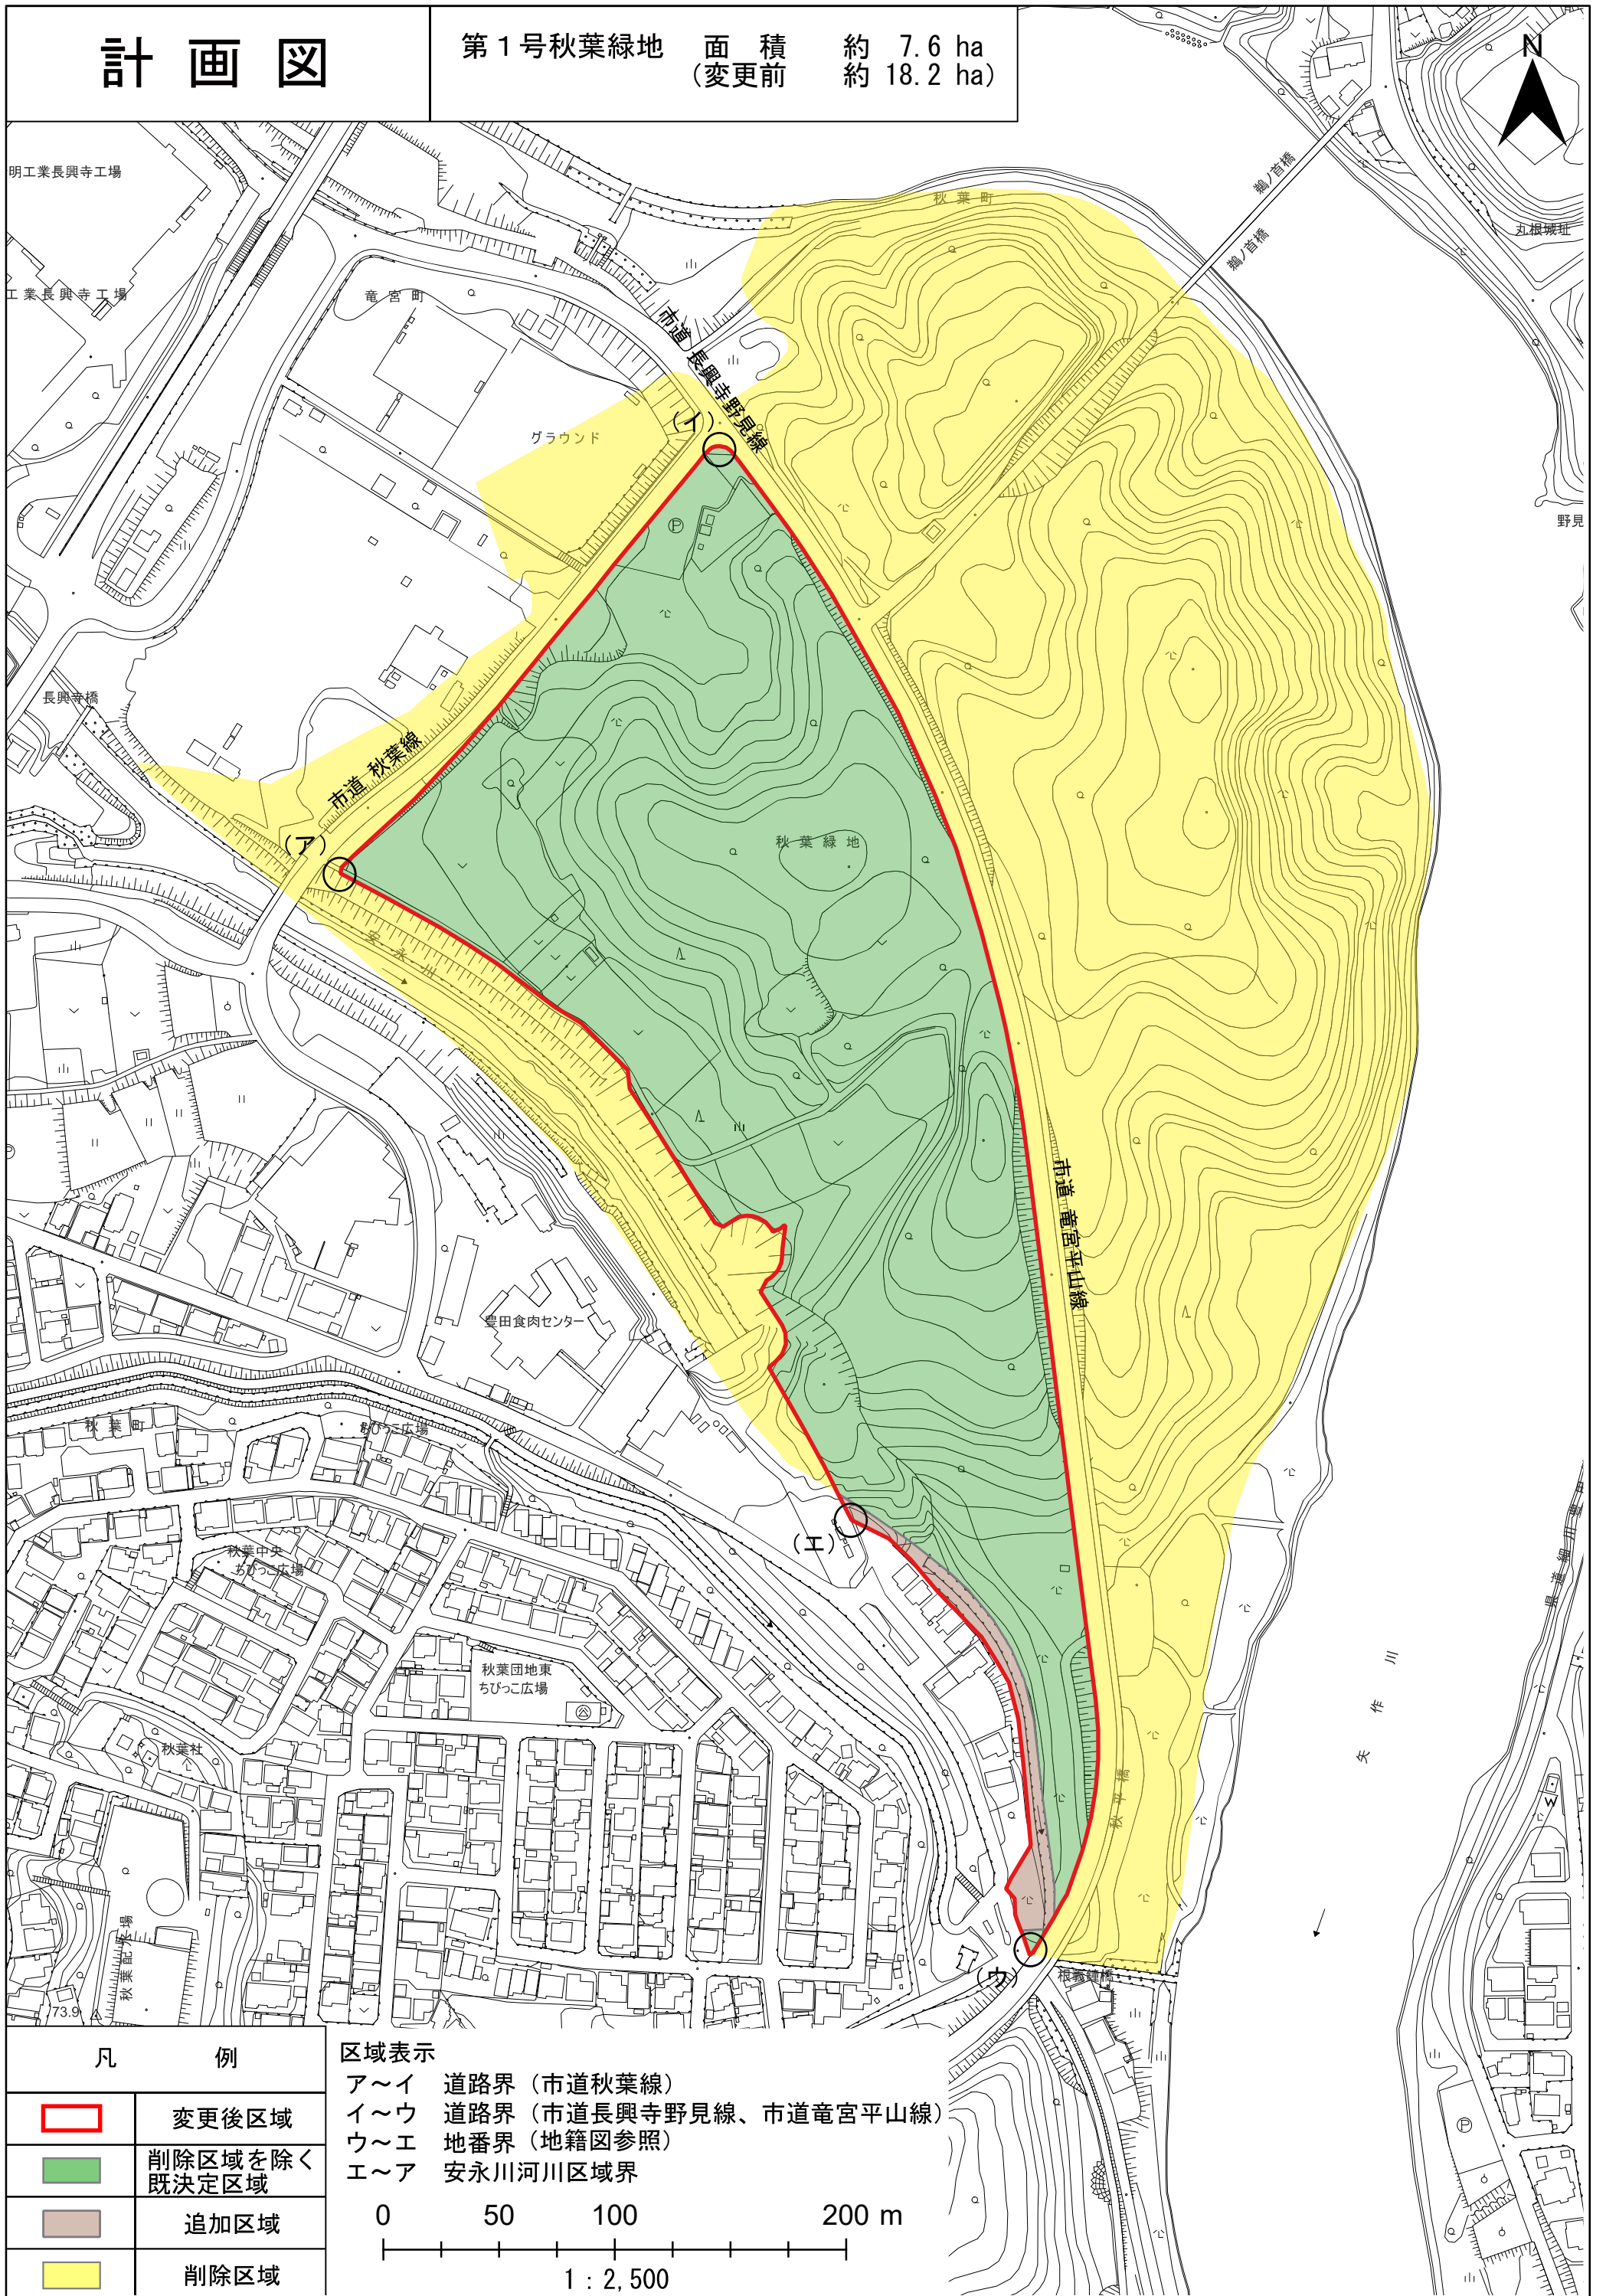 計画図
第1号秋葉緑地 面積 約 7.6 ha
(変更前 約 18.2 ha)
N
明工業長興寺工場
秋葉町
鵜ノ首橋
鵜ノ首橋
丸根城址
工業長興寺工場
竜宮町
市道 長興寺野見線
(イ)
グラウンド
P
野見
長興寺橋
市道 秋葉線
(ア)
秋葉緑地
安永川
市道 竜宮平山線
豊田食肉センター
秋葉町
ちびっこ広場
(エ)
秋葉中央
ちびっこ広場
秋葉団地東
ちびっこ広場
秋葉社
矢作川
秋平橋
W
秋葉配水場
73.9
(ウ)
P
凡例
変更後区域
削除区域を除く
既決定区域
追加区域
削除区域
区域表示
ア～イ 道路界(市道秋葉線)
イ～ウ 道路界(市道長興寺野見線、市道竜宮平山線)
ウ～エ 地番界(地籍図参照)
エ～ア 安永川河川区域界
0 50 100 200 m
1:2,500